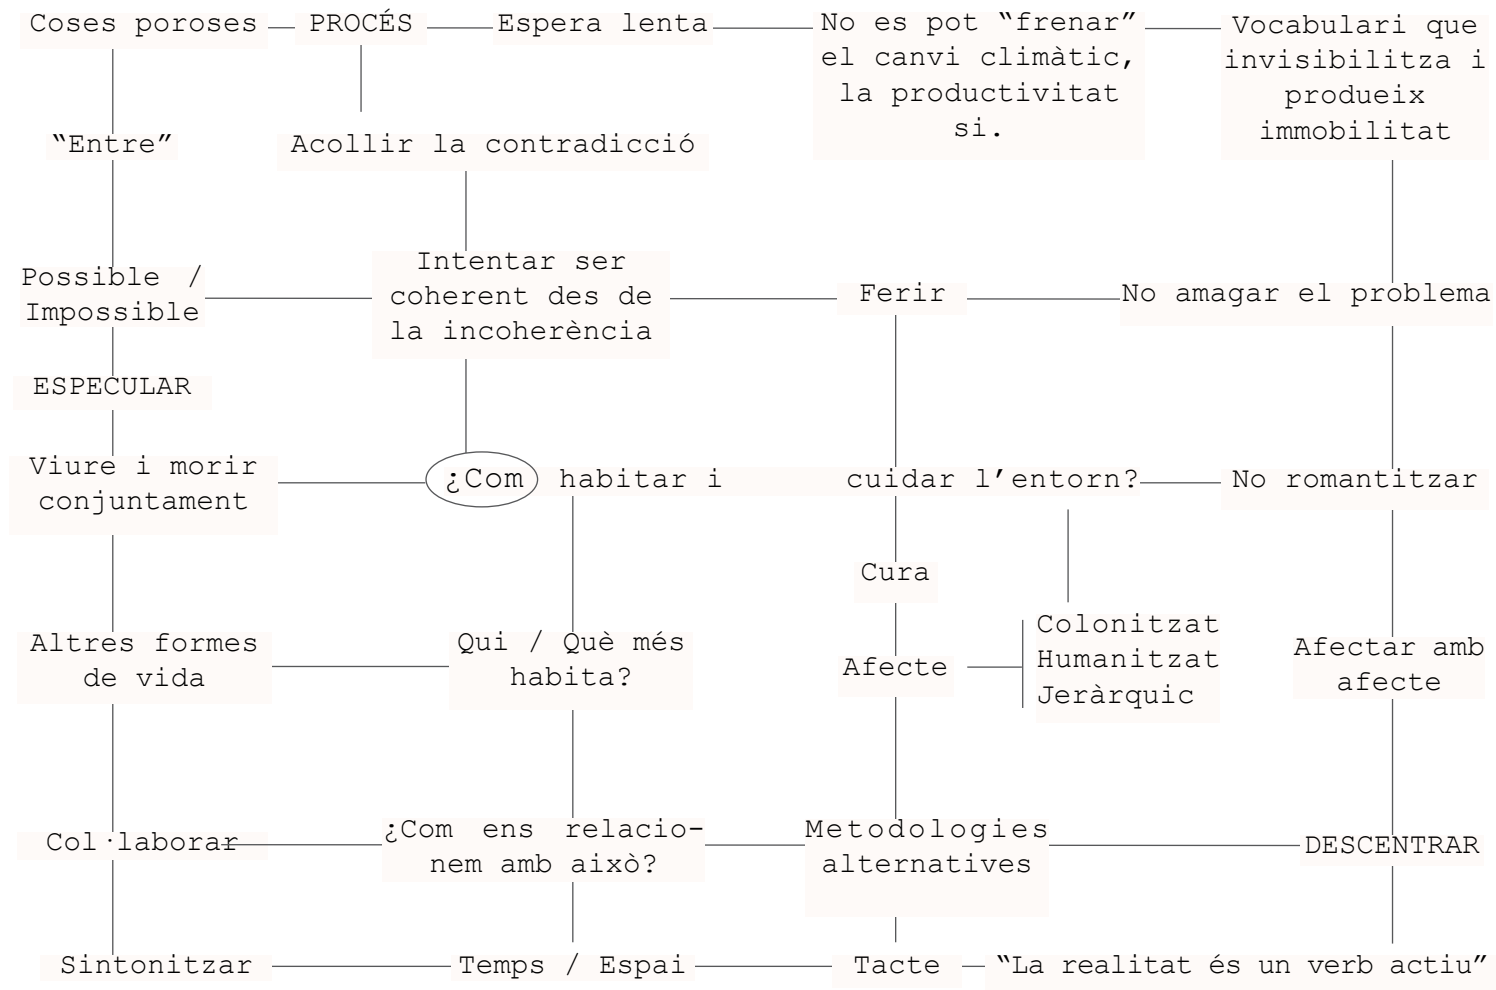 Coses poroses
PROCÉS
Espera lenta
No es pot “frenar”
el canvi climàtic,
la productivitat
si.
Vocabulari que
invisibilitza i
produeix
immobilitat
“Entre”
Acollir la contradicció
Possible /
Impossible
Intentar ser
coherent des de
la incoherència
Ferir
No amagar el problema
ESPECULAR
Viure i morir
conjuntament
¿Com habitar i cuidar l’entorn?
No romantitzar
Cura
Altres formes
de vida
Qui / Què més
habita?
Afecte
Colonitzat
Humanitzat
Jeràrquic
Afectar amb
afecte
Col·laborar
¿Com ens relacio-
nem amb això?
Metodologies
alternatives
DESCENTRAR
Sintonitzar
Temps / Espai
Tacte
“La realitat és un verb actiu”